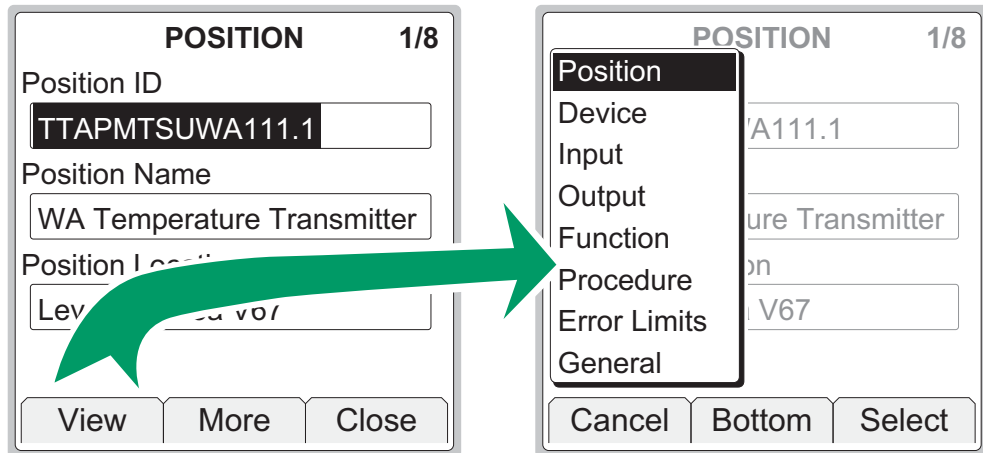 POSITION 1/8
Position ID
TTAPMTSUWA111.1
Position Name
WA Temperature Transmitter
Position
V67
View More Close
POSITION 1/8
Position
Device
Input
Output
Function
Procedure
Error Limits
General
/A111.1
ure Transmitter
on
V67
Cancel Bottom Select